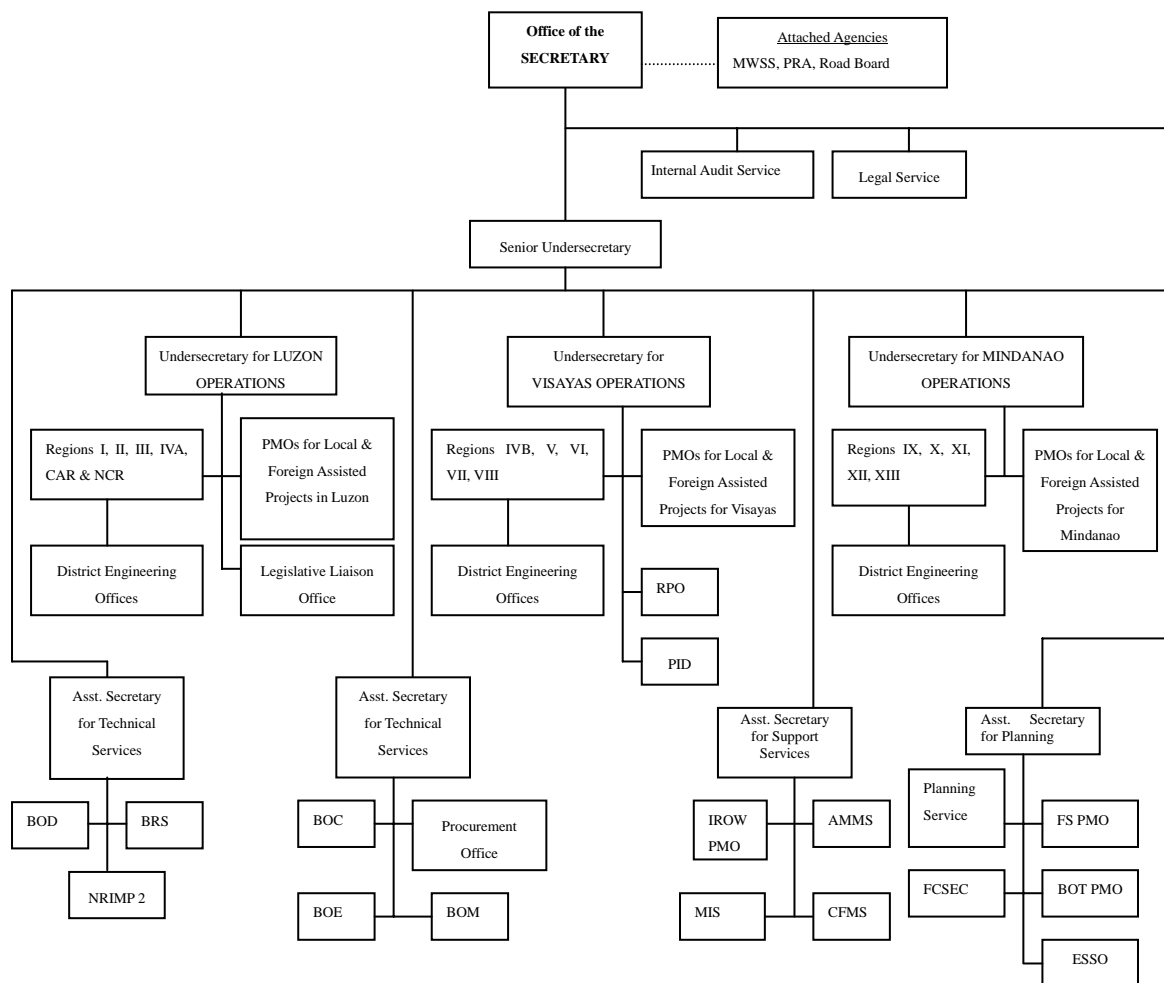 Office of the
SECRETARY
Attached Agencies
MWSS, PRA, Road Board
Internal Audit Service
Legal Service
Senior Undersecretary
Undersecretary for LUZON
OPERATIONS
Undersecretary for
VISAYAS OPERATIONS
Undersecretary for MINDANAO
OPERATIONS
Regions I, II, III, IVA,
CAR & NCR
PMOs for Local &
Foreign Assisted
Projects in Luzon
Regions IVB, V, VI,
VII, VIII
PMOs for Local &
Foreign Assisted
Projects for Visayas
Regions IX, X, XI,
XII, XIII
PMOs for Local &
Foreign Assisted
Projects for
Mindanao
District Engineering
Offices
Legislative Liaison
Office
District Engineering
Offices
RPO
PID
District Engineering
Offices
Asst. Secretary
for Technical
Services
Asst. Secretary
for Technical
Services
Asst. Secretary
for Support
Services
Asst. Secretary
for Planning
BOD
BRS
NRIMP 2
BOC
Procurement
Office
BOE
BOM
IROW
PMO
AMMS
MIS
CFMS
Planning
Service
FS PMO
FCSEC
BOT PMO
ESSO